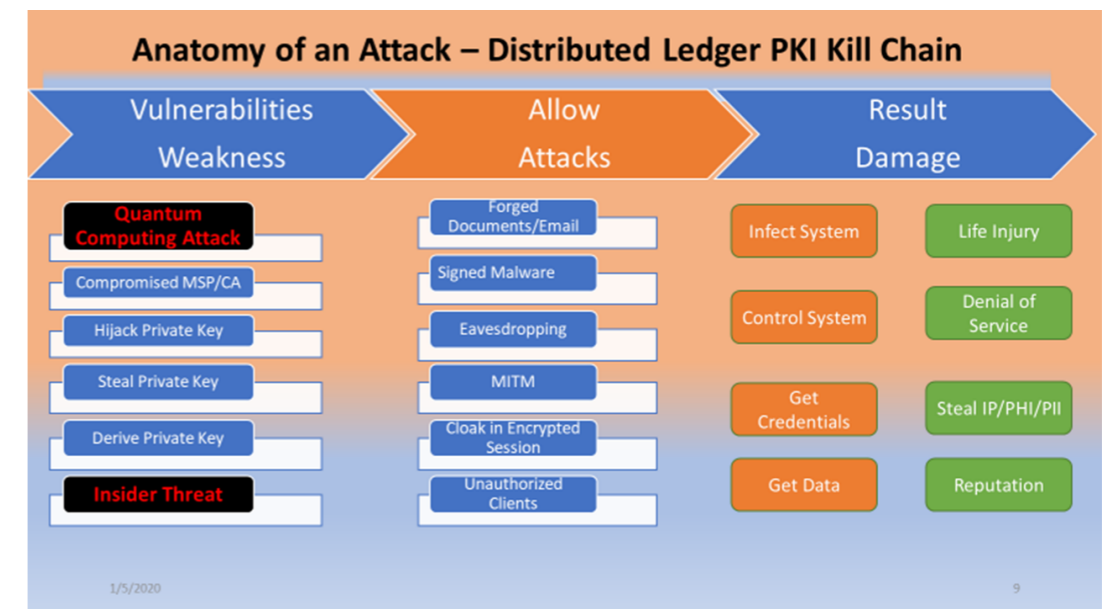 Anatomy of an Attack – Distributed Ledger PKI Kill Chain
Vulnerabilities
Weakness
Allow
Attacks
Result
Damage
Quantum
Computing Attack
Compromised MSP/CA
Hijack Private Key
Steal Private Key
Derive Private Key
Insider Threat
Forged
Documents/Email
Signed Malware
Eavesdropping
MITM
Cloak in Encrypted
Session
Unauthorized
Clients
Infect System
Control System
Get
Credentials
Get Data
Life Injury
Denial of
Service
Steal IP/PHI/PII
Reputation
1/5/2020
9